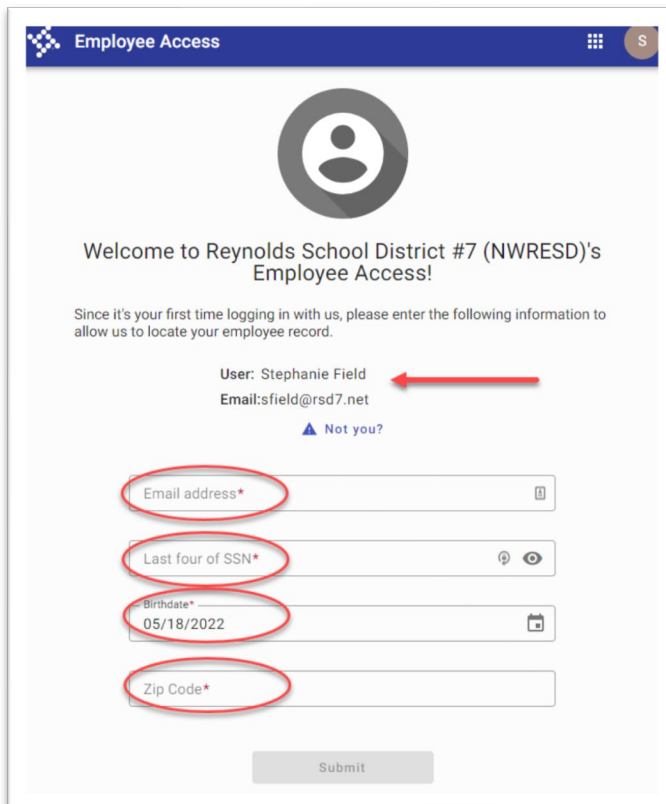 Employee Access
S
Welcome to Reynolds School District #7 (NWRESD)'s
Employee Access!
Since it's your first time logging in with us, please enter the following information to
allow us to locate your employee record.
User: Stephanie Field
Email:sfield@rsd7.net
Not you?
Email address*
Last four of SSN*
Birthdate*
05/18/2022
Zip Code*
Submit